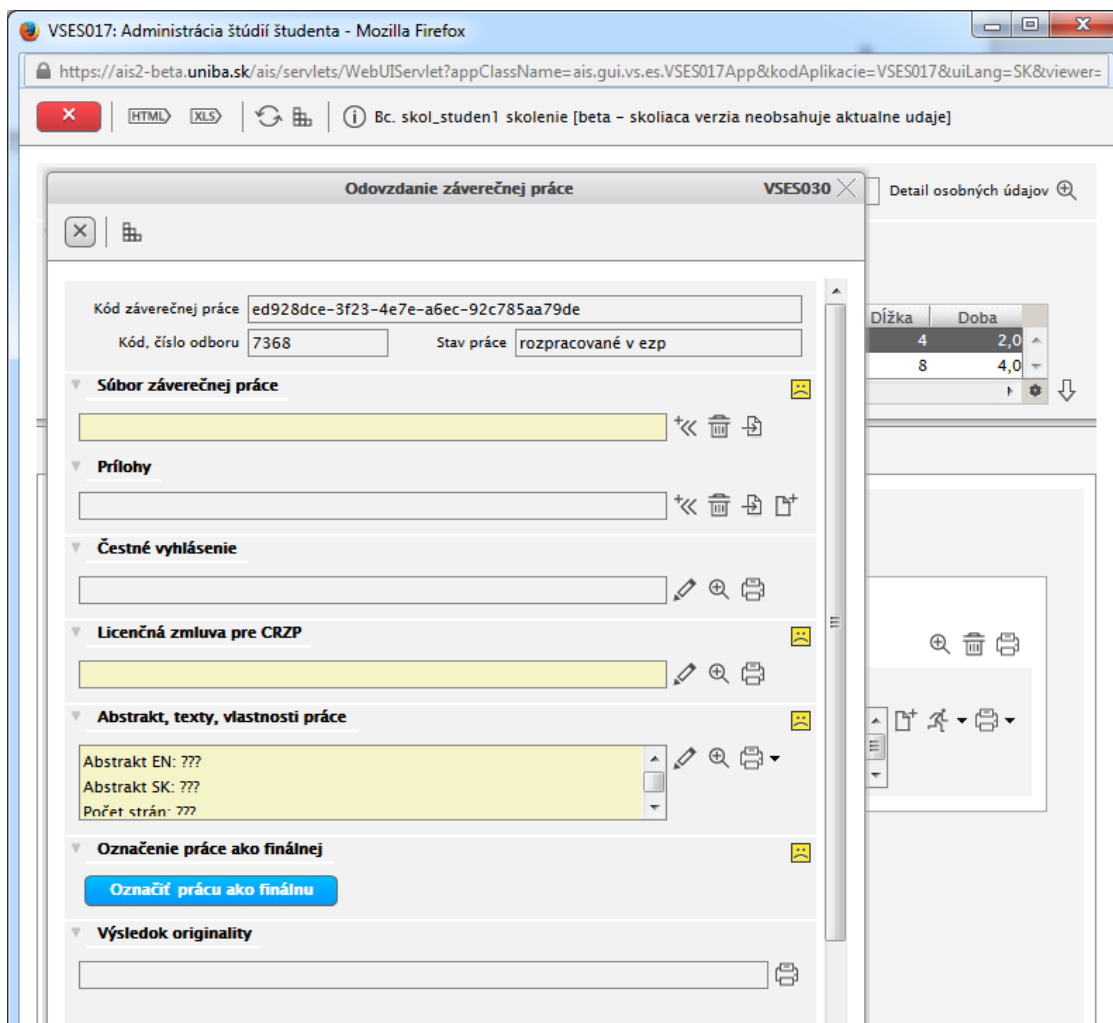 VSES017: Administrácia štúdií študenta - Mozilla Firefox
https://ais2-beta.uniba.sk/ais/servlets/WebUIServlet?appClassName=ais.gui.vs.es.VSES017App&kodAplikacie=VSES017&uiLang=SK&viewer=
HTML XLS Bc. skol_studen1 skolenie [beta - skoliaca verzia neobsahuje aktualne udaje]
Odovzdanie záverečnej práce VSES030
Detail osobných údajov
Kód záverečnej práce ed928dce-3f23-4e7e-a6ec-92c785aa79de
Dĺžka Doba
Kód, číslo odboru 7368 Stav práce rozpracované v ezp
4 2,0
8 4,0
Súbor záverečnej práce
Prílohy
Čestné vyhlásenie
Licenčná zmluva pre CRZP
Abstrakt, texty, vlastnosti práce
Abstrakt EN: ???
Abstrakt SK: ???
Počet strán: ???
Označenie práce ako finálnej
Označiť prácu ako finálnu
Výsledok originality